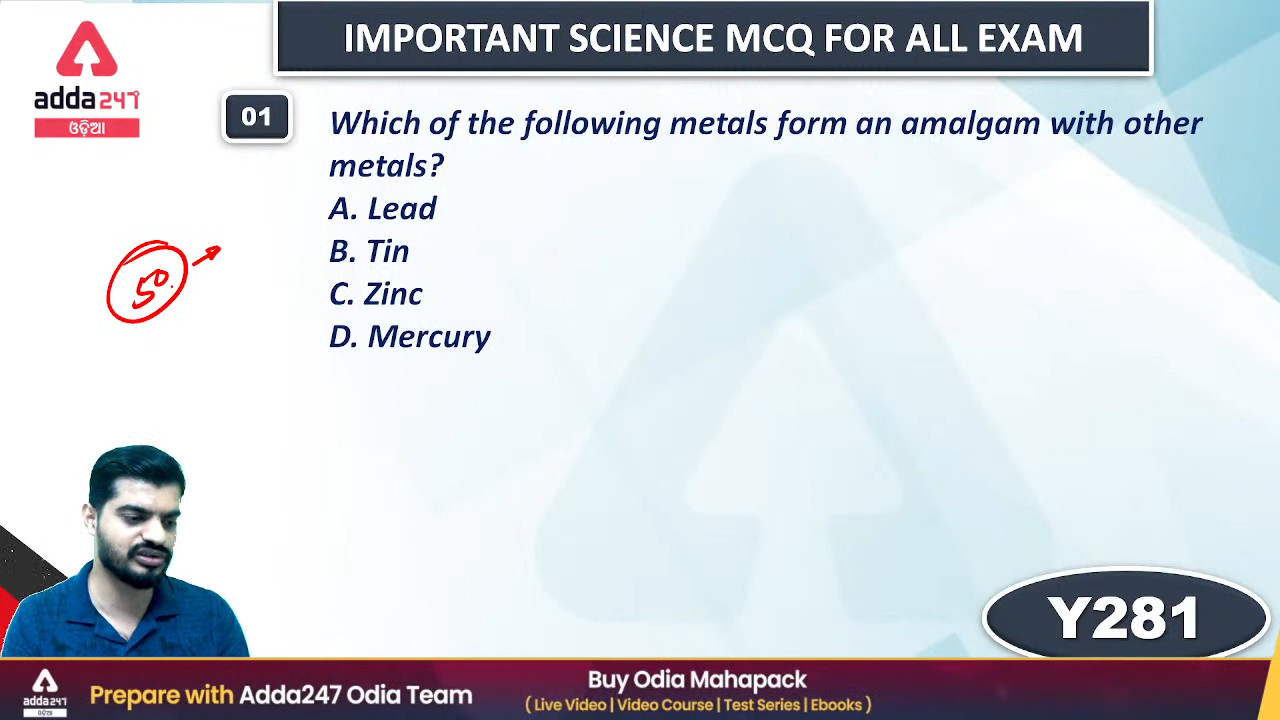 IMPORTANT SCIENCE MCQ FOR ALL EXAM
adda247
ଓଡ଼ିଆ
01
Which of the following metals form an amalgam with other
metals?
A. Lead
B. Tin
C. Zinc
D. Mercury
50
Y281
adda247
ଓଡ଼ିଆ
Prepare with Adda247 Odia Team
Buy Odia Mahapack
( Live Video | Video Course | Test Series | Ebooks )